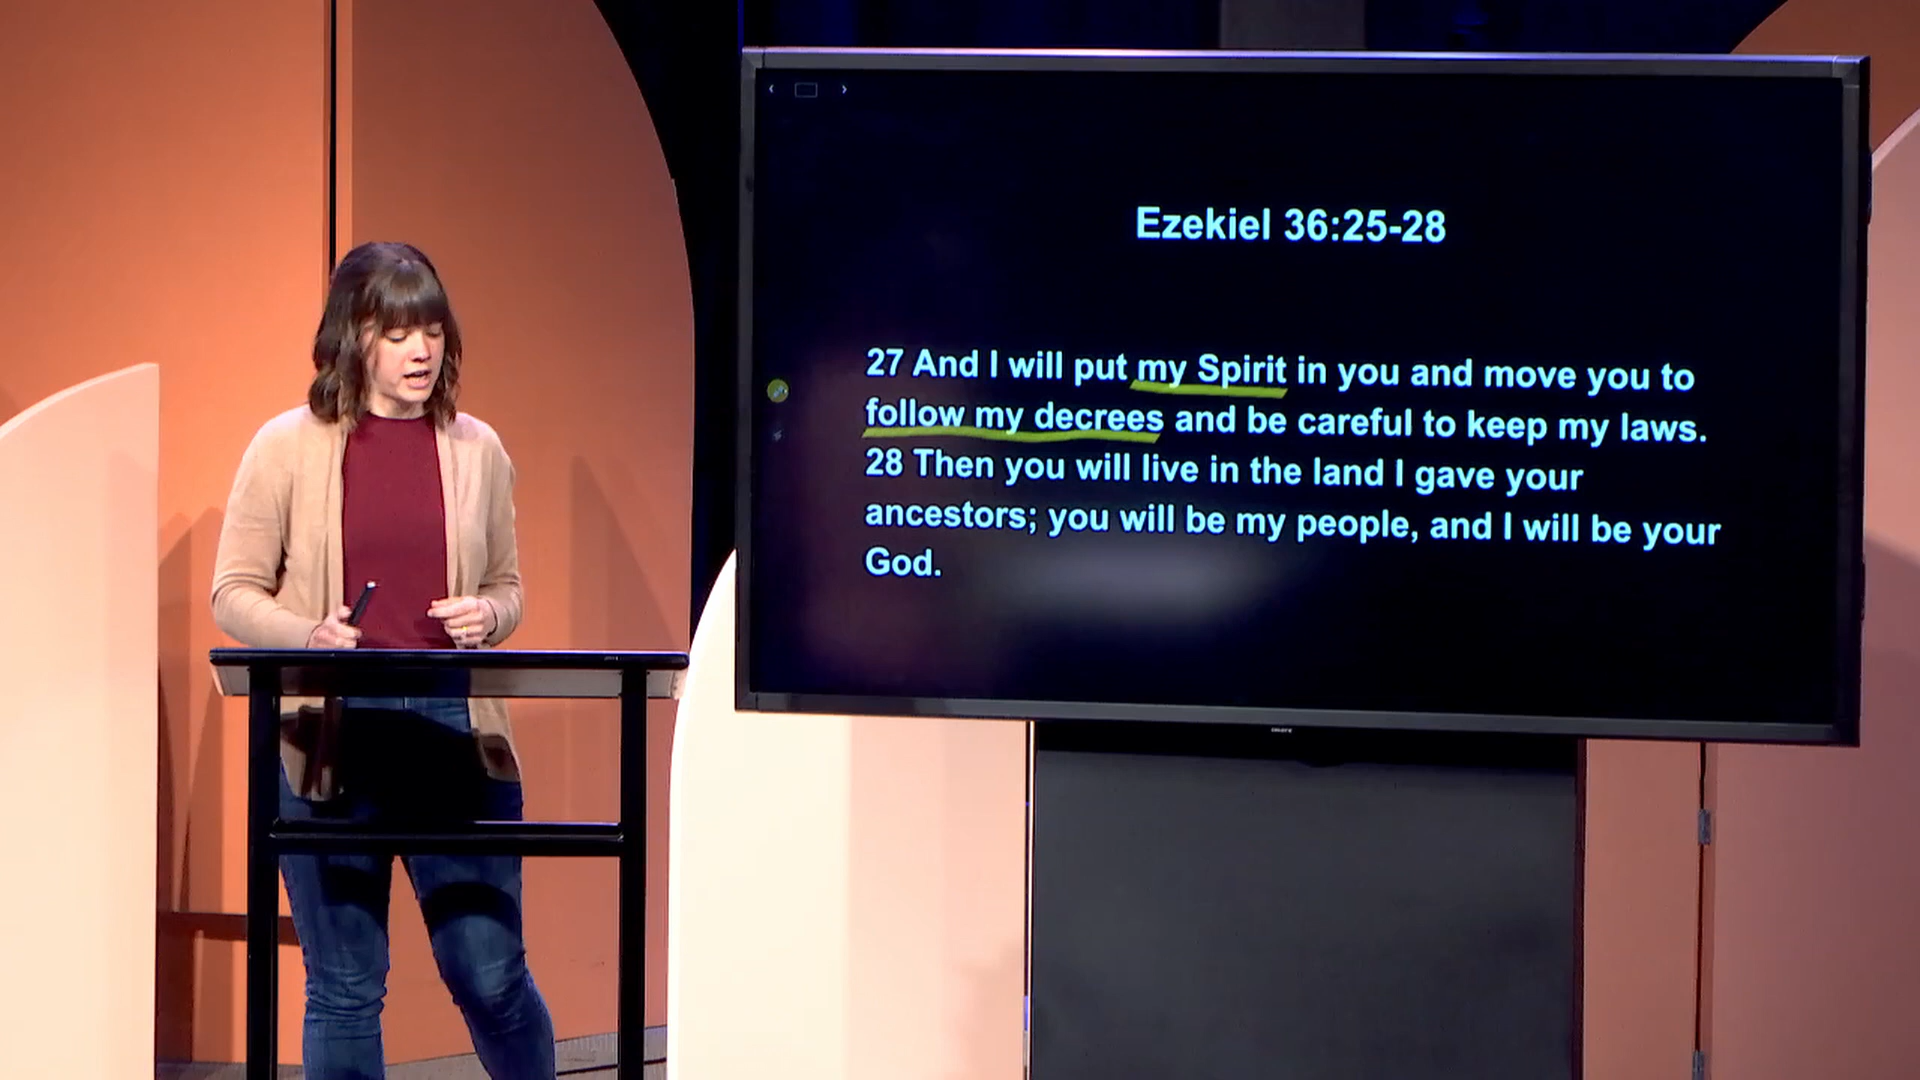 Ezekiel 36:25-28
27 And I will put my Spirit in you and move you to
follow my decrees and be careful to keep my laws.
28 Then you will live in the land I gave your
ancestors; you will be my people, and I will be your
God.